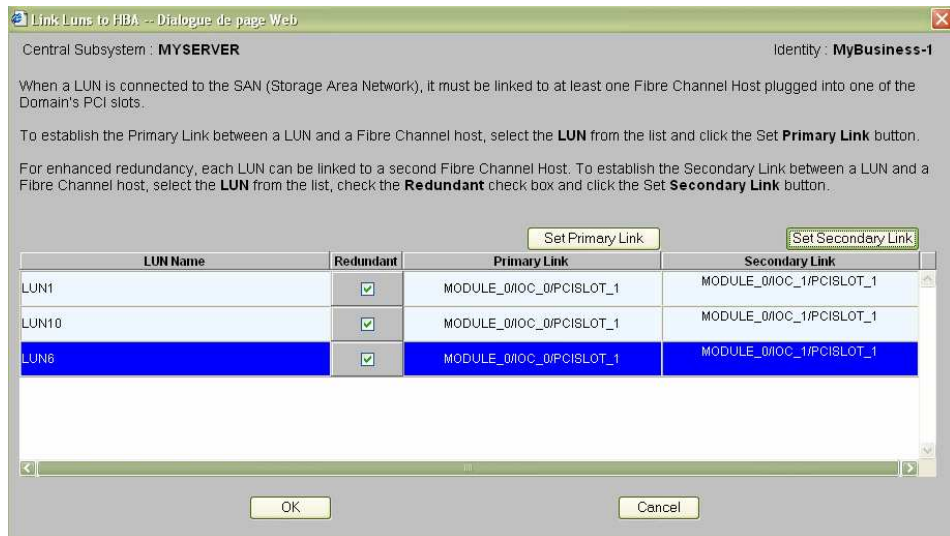 Link Luns to HBA -- Dialogue de page Web
Central Subsystem : MYSERVER Identity : MyBusiness-1
When a LUN is connected to the SAN (Storage Area Network), it must be linked to at least one Fibre Channel Host plugged into one of the
Domain's PCI slots.
To establish the Primary Link between a LUN and a Fibre Channel host, select the LUN from the list and click the Set Primary Link button.
For enhanced redundancy, each LUN can be linked to a second Fibre Channel Host. To establish the Secondary Link between a LUN and a
Fibre Channel host, select the LUN from the list, check the Redundant check box and click the Set Secondary Link button.
Set Primary Link Set Secondary Link
LUN Name Redundant Primary Link Secondary Link
LUN1 MODULE_0/IOC_0/PCISLOT_1 MODULE_0/IOC_1/PCISLOT_1
LUN10 MODULE_0/IOC_0/PCISLOT_1 MODULE_0/IOC_1/PCISLOT_1
LUN6 MODULE_0/IOC_0/PCISLOT_1 MODULE_0/IOC_1/PCISLOT_1
OK Cancel